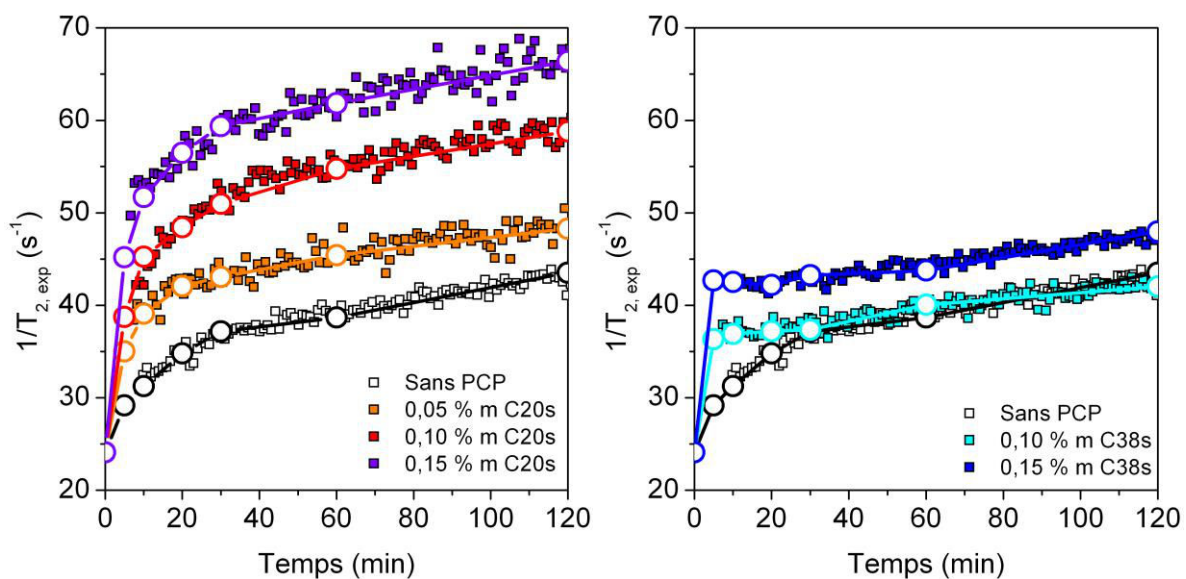 70
60
50
40
30
20
1/T2, exp (s-1)
0 20 40 60 80 100 120
Temps (min)
Sans PCP
0,05 % m C20s
0,10 % m C20s
0,15 % m C20s
70
60
50
40
30
20
1/T2, exp (s-1)
0 20 40 60 80 100 120
Temps (min)
Sans PCP
0,10 % m C38s
0,15 % m C38s